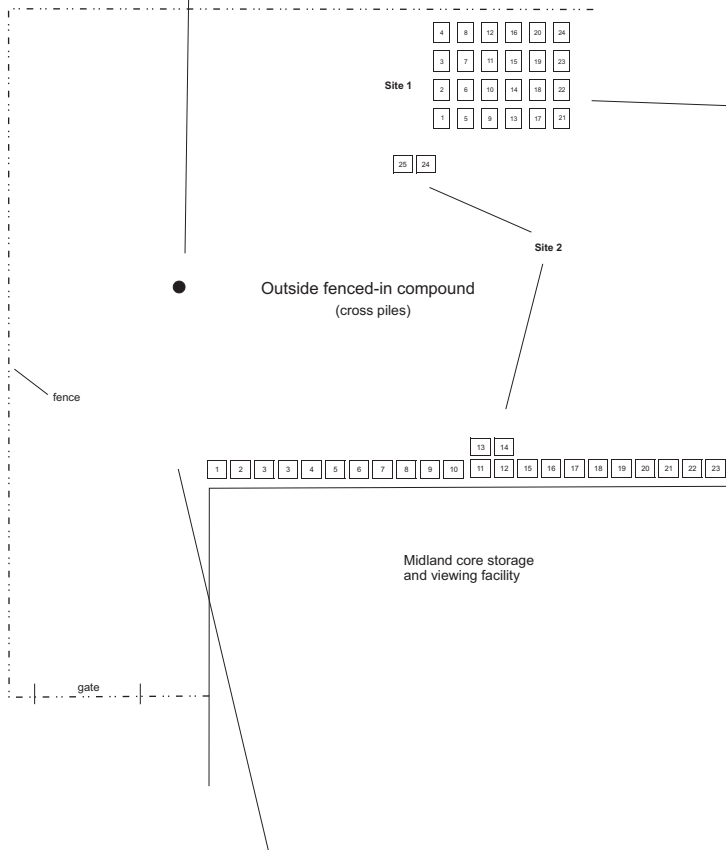 4 8 12 16 20 24
3 7 11 15 19 23
Site 1
2 6 10 14 18 22
1 5 9 13 17 21
25 24
Site 2
Outside fenced-in compound
(cross piles)
fence
13 14
1 2 3 3 4 5 6 7 8 9 10 11 12 15 16 17 18 19 20 21 22 23
Midland core storage
and viewing facility
gate